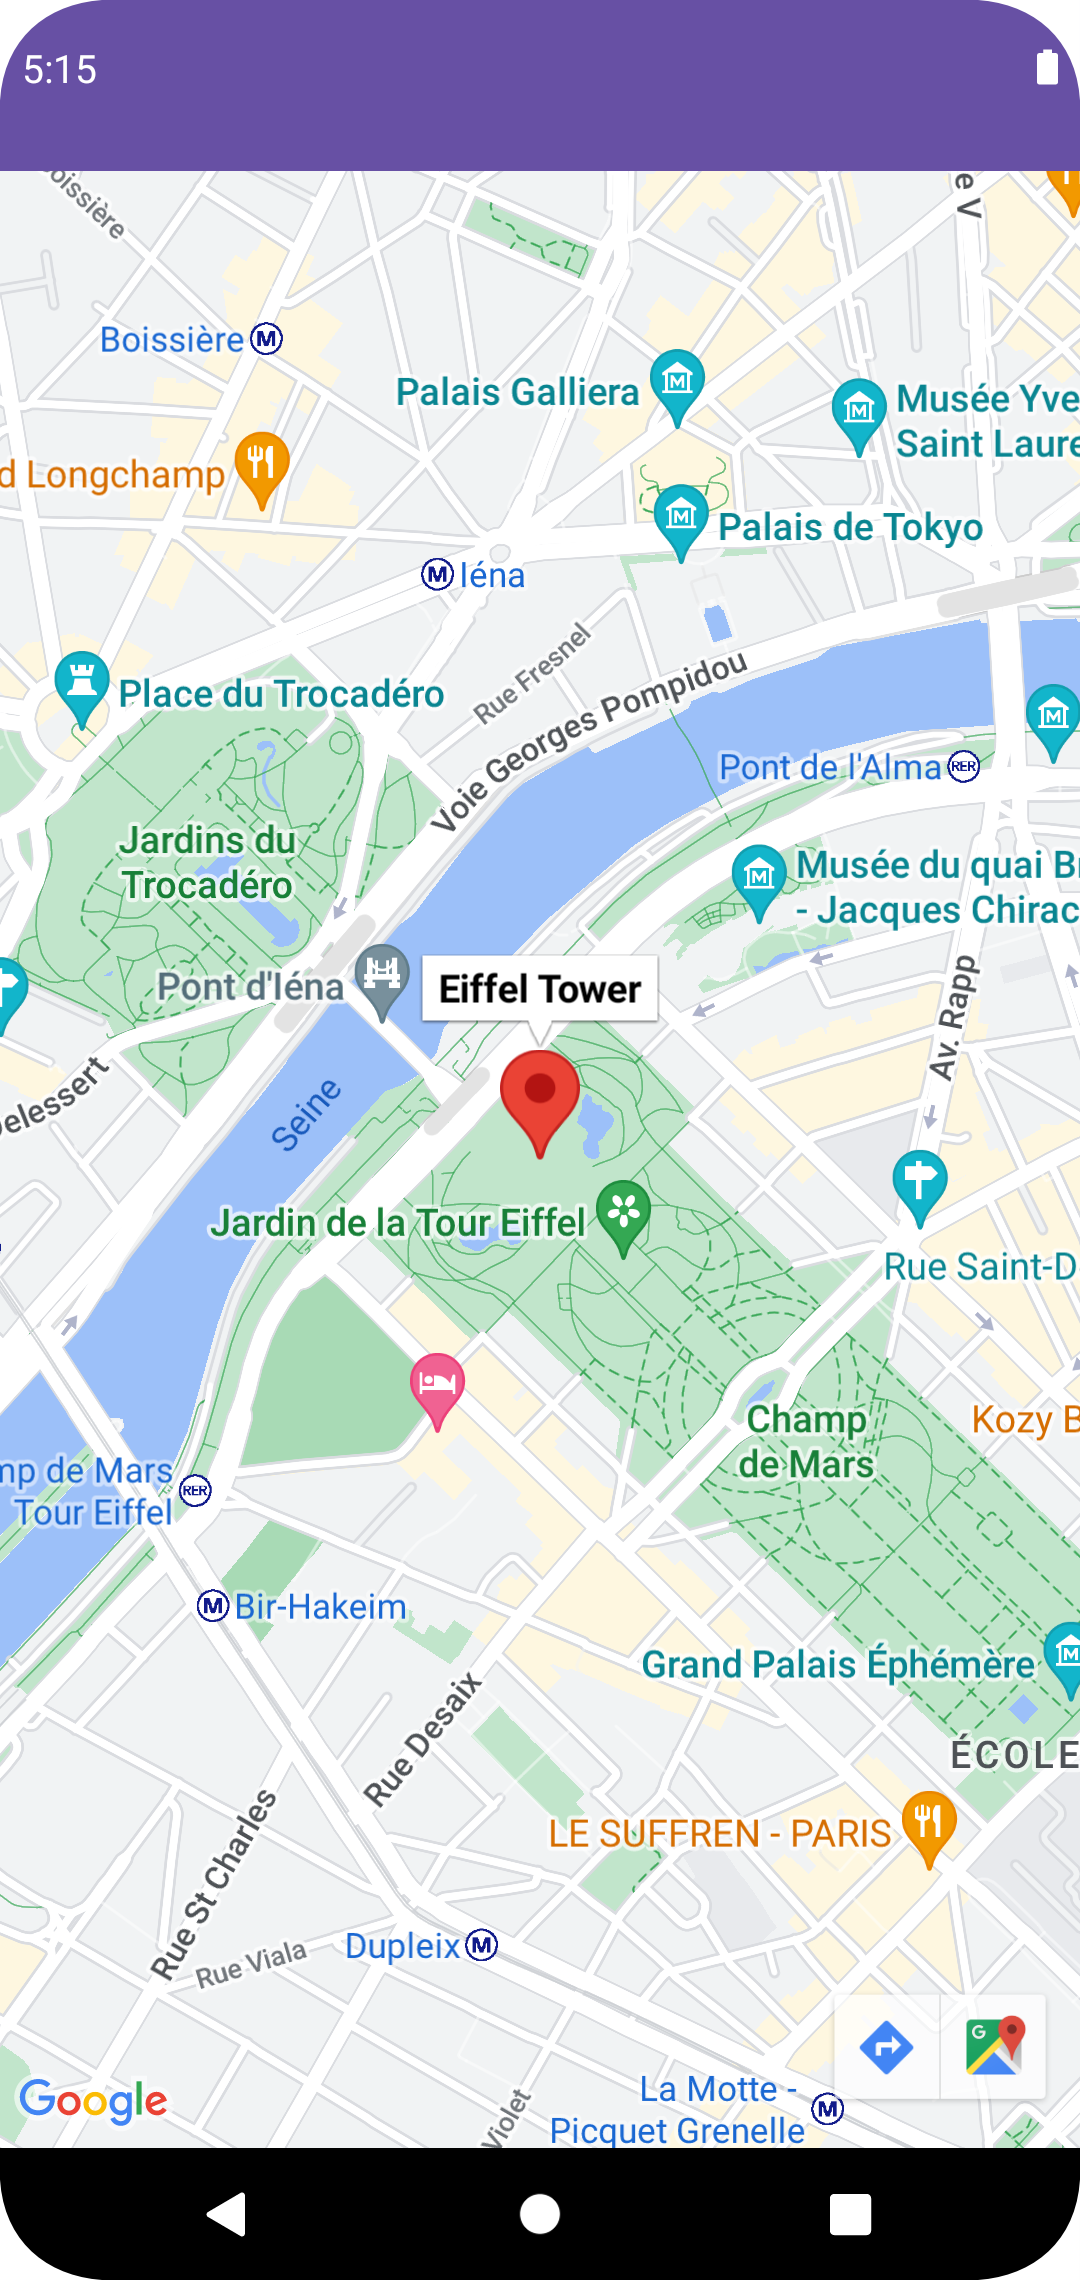 5:15
oissière
e V
Boissière M
Palais Galliera
Musée Yve
Saint Laure
d Longchamp
Palais de Tokyo
M Iéna
Rue Fresnel
Place du Trocadéro
Voie Georges Pompidou
Pont de l'Alma RER
Jardins du
Trocadéro
Musée du quai B
- Jacques Chirac
Pont d'Iéna
Eiffel Tower
Av. Rapp
Delessert
Seine
Jardin de la Tour Eiffel
Rue Saint-D
Champ
de Mars
Kozy B
mp de Mars
Tour Eiffel
RER
M Bir-Hakeim
Grand Palais Éphémère
Rue Desaix
ÉCOLE
LE SUFFREN - PARIS
Rue St Charles
Rue Viala
Dupleix M
Google
Violet
La Motte -
Picquet Grenelle
M
G